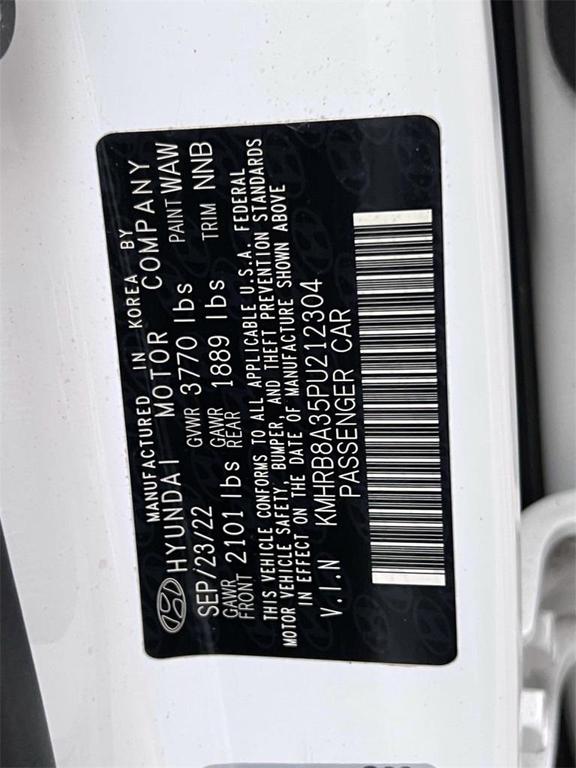 MANUFACTURED IN KOREA BY
HYUNDAI MOTOR COMPANY
SEP/23/22 GVWR 3770 lbs PAINT WAW
GAWR FRONT 2101 lbs GAWR REAR 1889 lbs TRIM NNB
THIS VEHICLE CONFORMS TO ALL APPLICABLE U.S.A. FEDERAL
MOTOR VEHICLE SAFETY, BUMPER, AND THEFT PREVENTION STANDARDS
IN EFFECT ON THE DATE OF MANUFACTURE SHOWN ABOVE
V.I.N KMHRB8A35PU212304
PASSENGER CAR